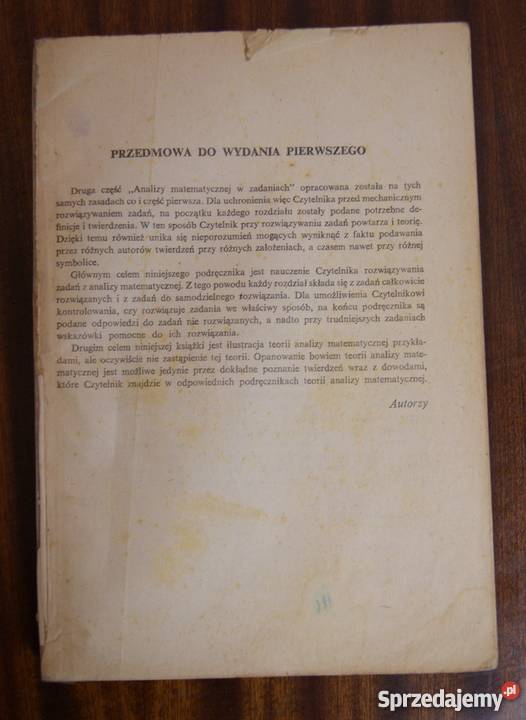 PRZEDMOWA DO WYDANIA PIERWSZEGO
Druga część „Analizy matematycznej w zadaniach" opracowana została na tych
samych zasadach co i część pierwsza. Dla uchronienia więc Czytelnika przed mechanicznym
rozwiązywaniem zadań, na początku każdego rozdziału zostały podane potrzebne de-
finicje i twierdzenia. W ten sposób Czytelnik przy rozwiązywaniu zadań powtarza i teorię.
Dzięki temu również unika się nieporozumień mogących wyniknąć z faktu podawania
przez różnych autorów twierdzeń przy różnych założeniach, a czasem nawet przy różnej
symbolice.
Głównym celem niniejszego podręcznika jest nauczenie Czytelnika rozwiązywania
zadań z analizy matematycznej. Z tego powodu każdy rozdział składa się z zadań całkowicie
rozwiązanych i z zadań do samodzielnego rozwiązania. Dla umożliwienia Czytelnikowi
kontrolowania, czy rozwiązuje zadania we właściwy sposób, na końcu podręcznika są
podane odpowiedzi do zadań nie rozwiązanych, a nadto przy trudniejszych zadaniach
wskazówki pomocne do ich rozwiązania.
Drugim celem niniejszej książki jest ilustracja teorii analizy matematycznej przykła-
dami, ale oczywiście nie zastąpienie tej teorii. Opanowanie bowiem teorii analizy mate-
matycznej jest możliwe jedynie przez dokładne poznanie twierdzeń wraz z dowodami,
które Czytelnik znajdzie w odpowiednich podręcznikach teorii analizy matematycznej.
Autorzy
Sprzedajemy.pl